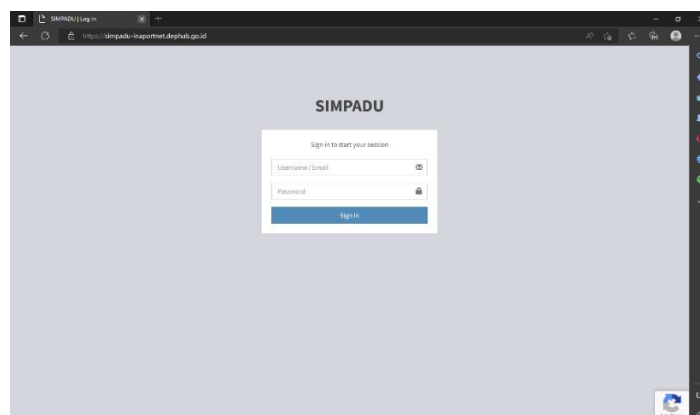 SIMPADU | Log in
https://simpadu-inaportnet.dephub.go.id
SIMPADU
Sign in to start your session
Username / Email
Password
Sign In